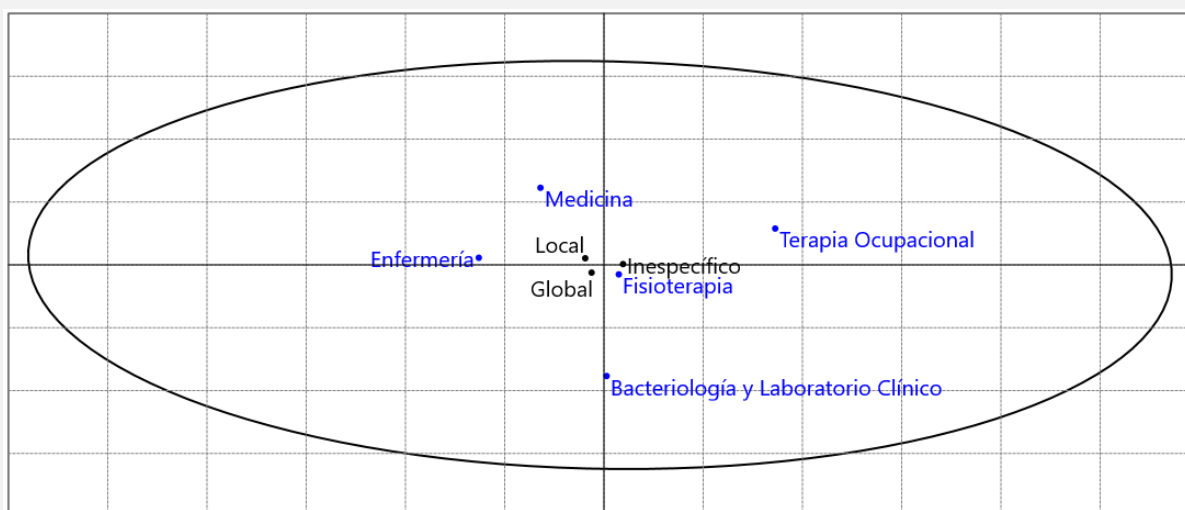 Medicina
Terapia Ocupacional
Local
Enfermería
Inespecífico
Global
Fisioterapia
Bacteriología y Laboratorio Clínico